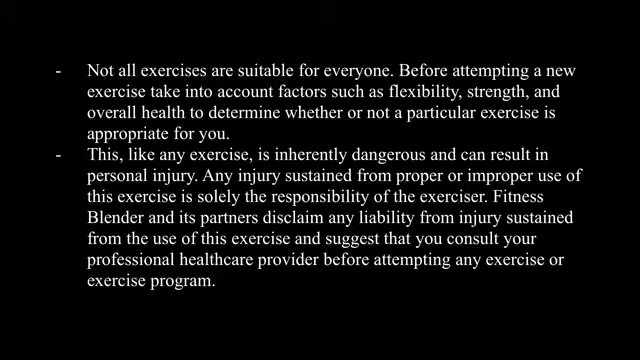 - Not all exercises are suitable for everyone. Before attempting a new
exercise take into account factors such as flexibility, strength, and
overall health to determine whether or not a particular exercise is
appropriate for you.
- This, like any exercise, is inherently dangerous and can result in
personal injury. Any injury sustained from proper or improper use of
this exercise is solely the responsibility of the exerciser. Fitness
Blender and its partners disclaim any liability from injury sustained
from the use of this exercise and suggest that you consult your
professional healthcare provider before attempting any exercise or
exercise program.